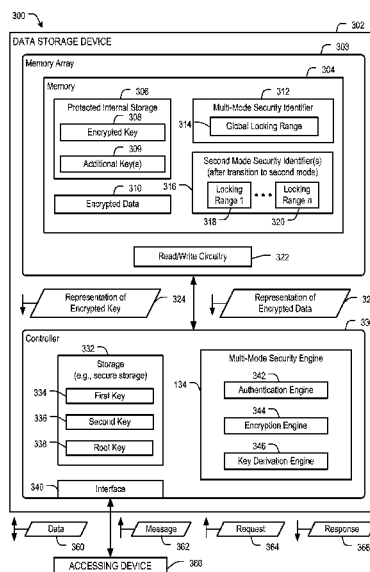 300
302
DATA STORAGE DEVICE
303
Memory Array
304
Memory
306
Protected Internal Storage
308
Encrypted Key
309
Additional Key(s)
310
Encrypted Data
312
Multi-Mode Security Identifier
314
Global Locking Range
Second Mode Security Identifier(s)
(after transition to second mode)
316
Locking Range 1
Locking Range n
318
320
Read/Write Circuitry
322
Representation of
Encrypted Key
324
Representation of
Encrypted Data
Controller
332
Storage
(e.g., secure storage)
334
First Key
336
Second Key
338
Root Key
Multi-Mode Security Engine
134
342
Authentication Engine
344
Encryption Engine
346
Key Derivation Engine
340
Interface
Data
360
Message
362
Request
364
Response
ACCESSING DEVICE